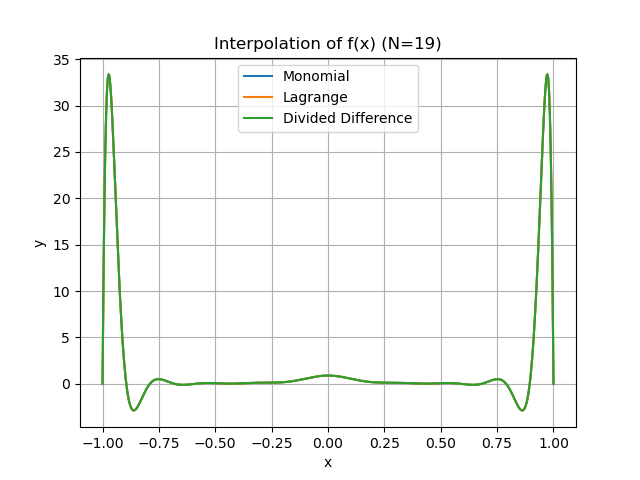 Interpolation of f(x) (N=19)
Monomial
Lagrange
Divided Difference
35
30
25
20
15
10
5
0
y
−1.00 −0.75 −0.50 −0.25 0.00 0.25 0.50 0.75 1.00
x